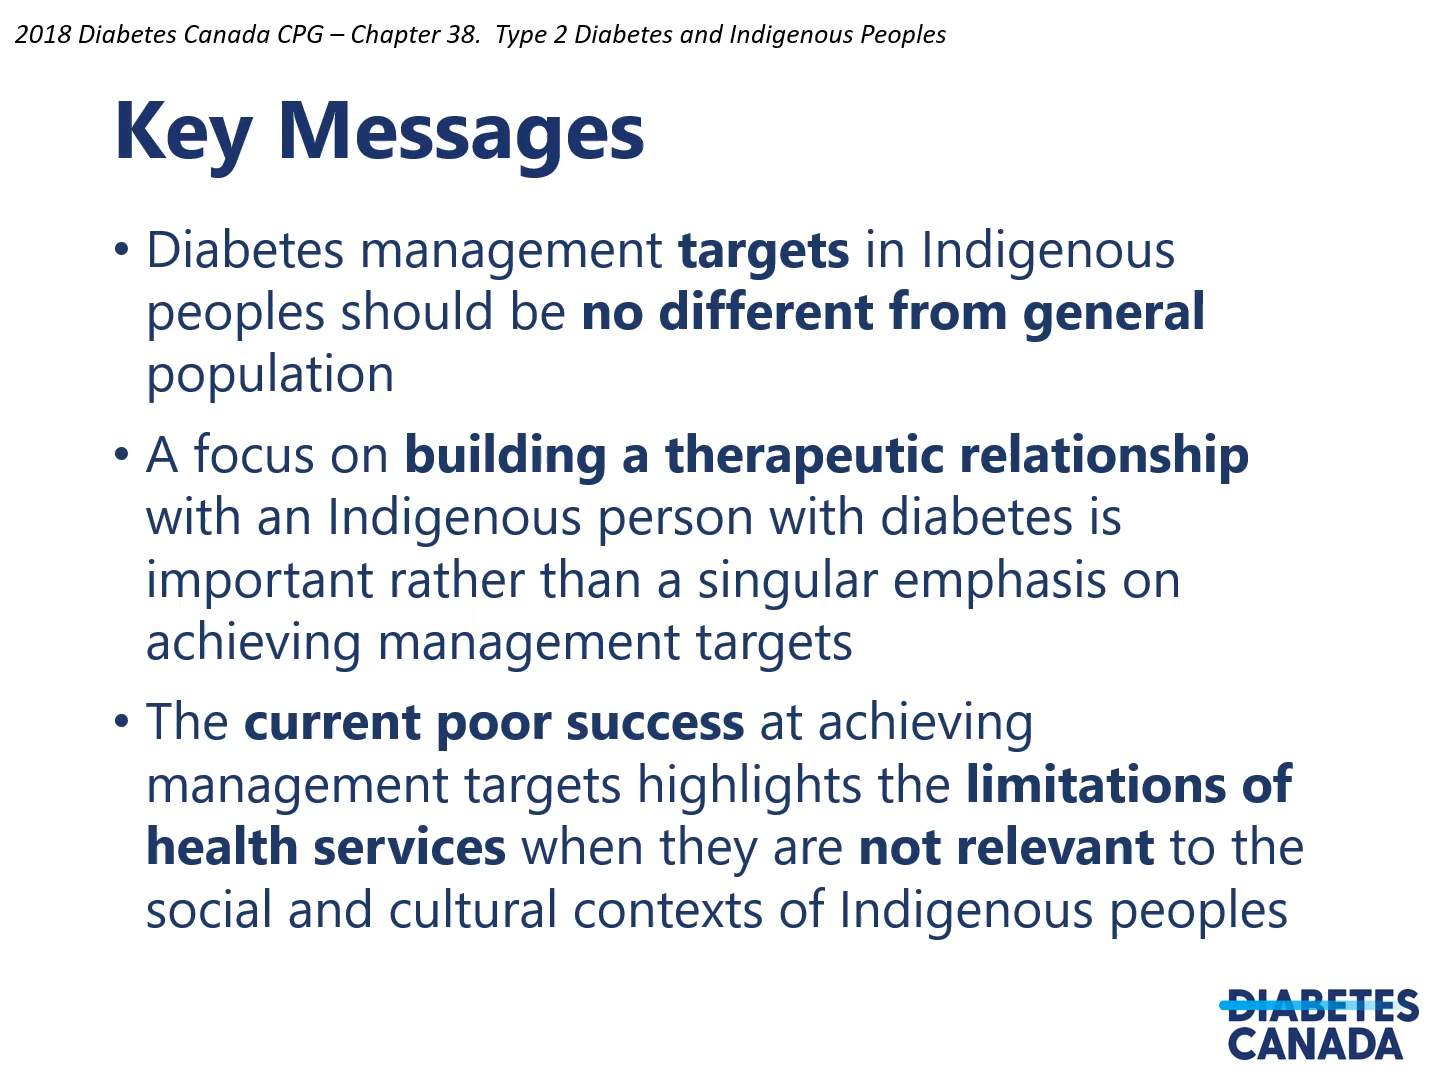 2018 Diabetes Canada CPG – Chapter 38.  Type 2 Diabetes and Indigenous Peoples
Key Messages
• Diabetes management targets in Indigenous
peoples should be no different from general
population
• A focus on building a therapeutic relationship
with an Indigenous person with diabetes is
important rather than a singular emphasis on
achieving management targets
• The current poor success at achieving
management targets highlights the limitations of
health services when they are not relevant to the
social and cultural contexts of Indigenous peoples
DIABETES
CANADA